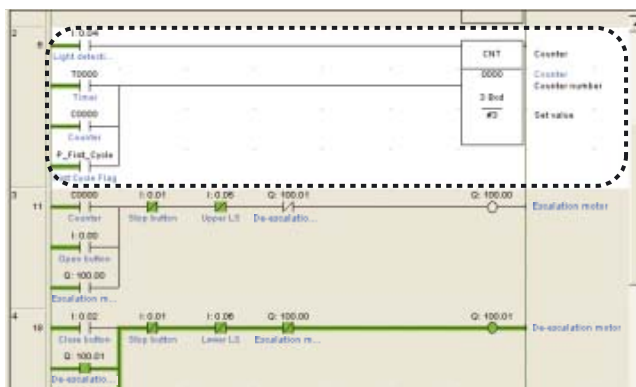 2
8
I: 0.04
Light detecti...
CNT
Counter
T0000
Timer
0000
Counter
Counter number
3 Bcd
#3
Set value
C0000
Counter
P_First_Cycle
First Cycle Flag
3
11
C0000
Counter
I: 0.01
Stop button
I: 0.05
Upper LS
Q: 100.01
De-escalatio...
Q: 100.00
Escalation motor
I: 0.00
Open button
Q: 100.00
Escalation m...
4
I: 0.02
Close button
I: 0.01
Stop button
I: 0.06
Lower LS
Q: 100.00
Escalation m...
Q: 100.01
De-escalation motor
Q: 100.01
De-escalatio...